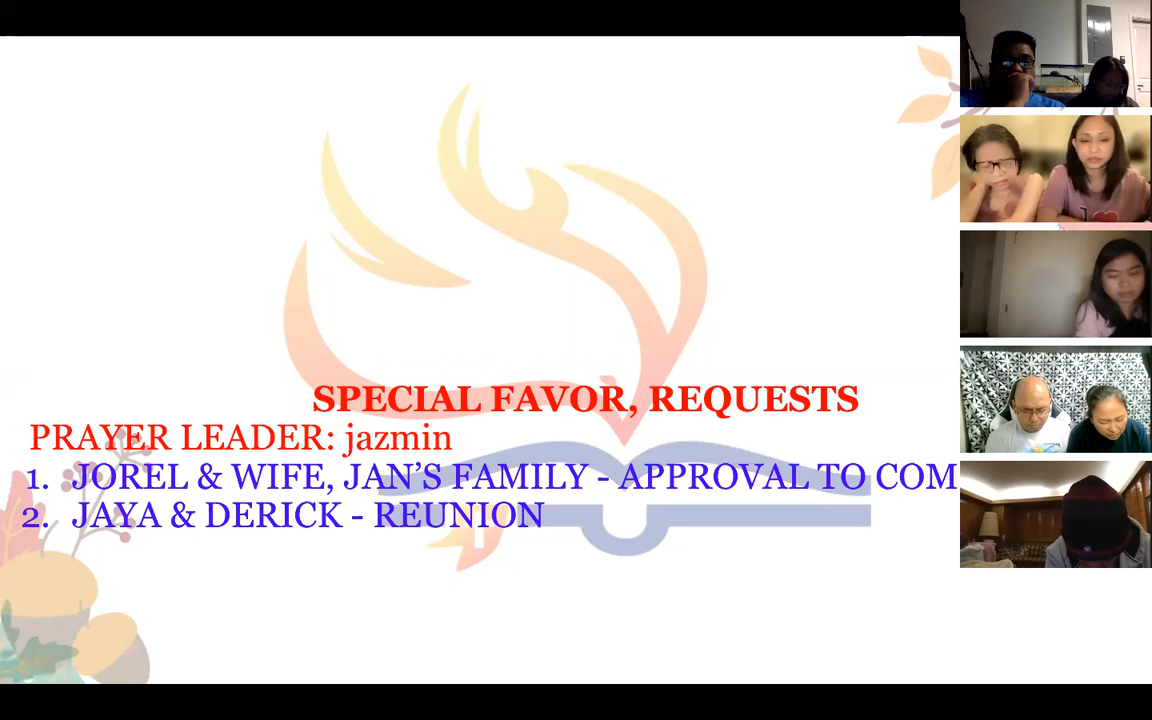 SPECIAL FAVOR, REQUESTS
PRAYER LEADER: jazmin
1. JOREL & WIFE, JAN’S FAMILY - APPROVAL TO COM
2. JAYA & DERICK - REUNION
I